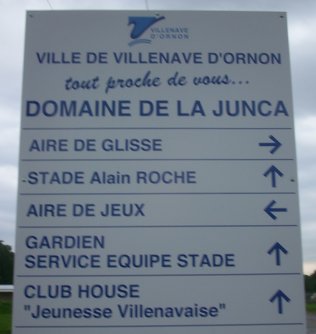 VILLENAVE
D'ORNON
VILLE DE VILLENAVE D'ORNON
tout proche de vous...
DOMAINE DE LA JUNCA
AIRE DE GLISSE →
-STADE Alain ROCHE ↑
AIRE DE JEUX ←
GARDIEN
SERVICE EQUIPE STADE ↑
CLUB HOUSE
"Jeunesse Villenavaise" ↑